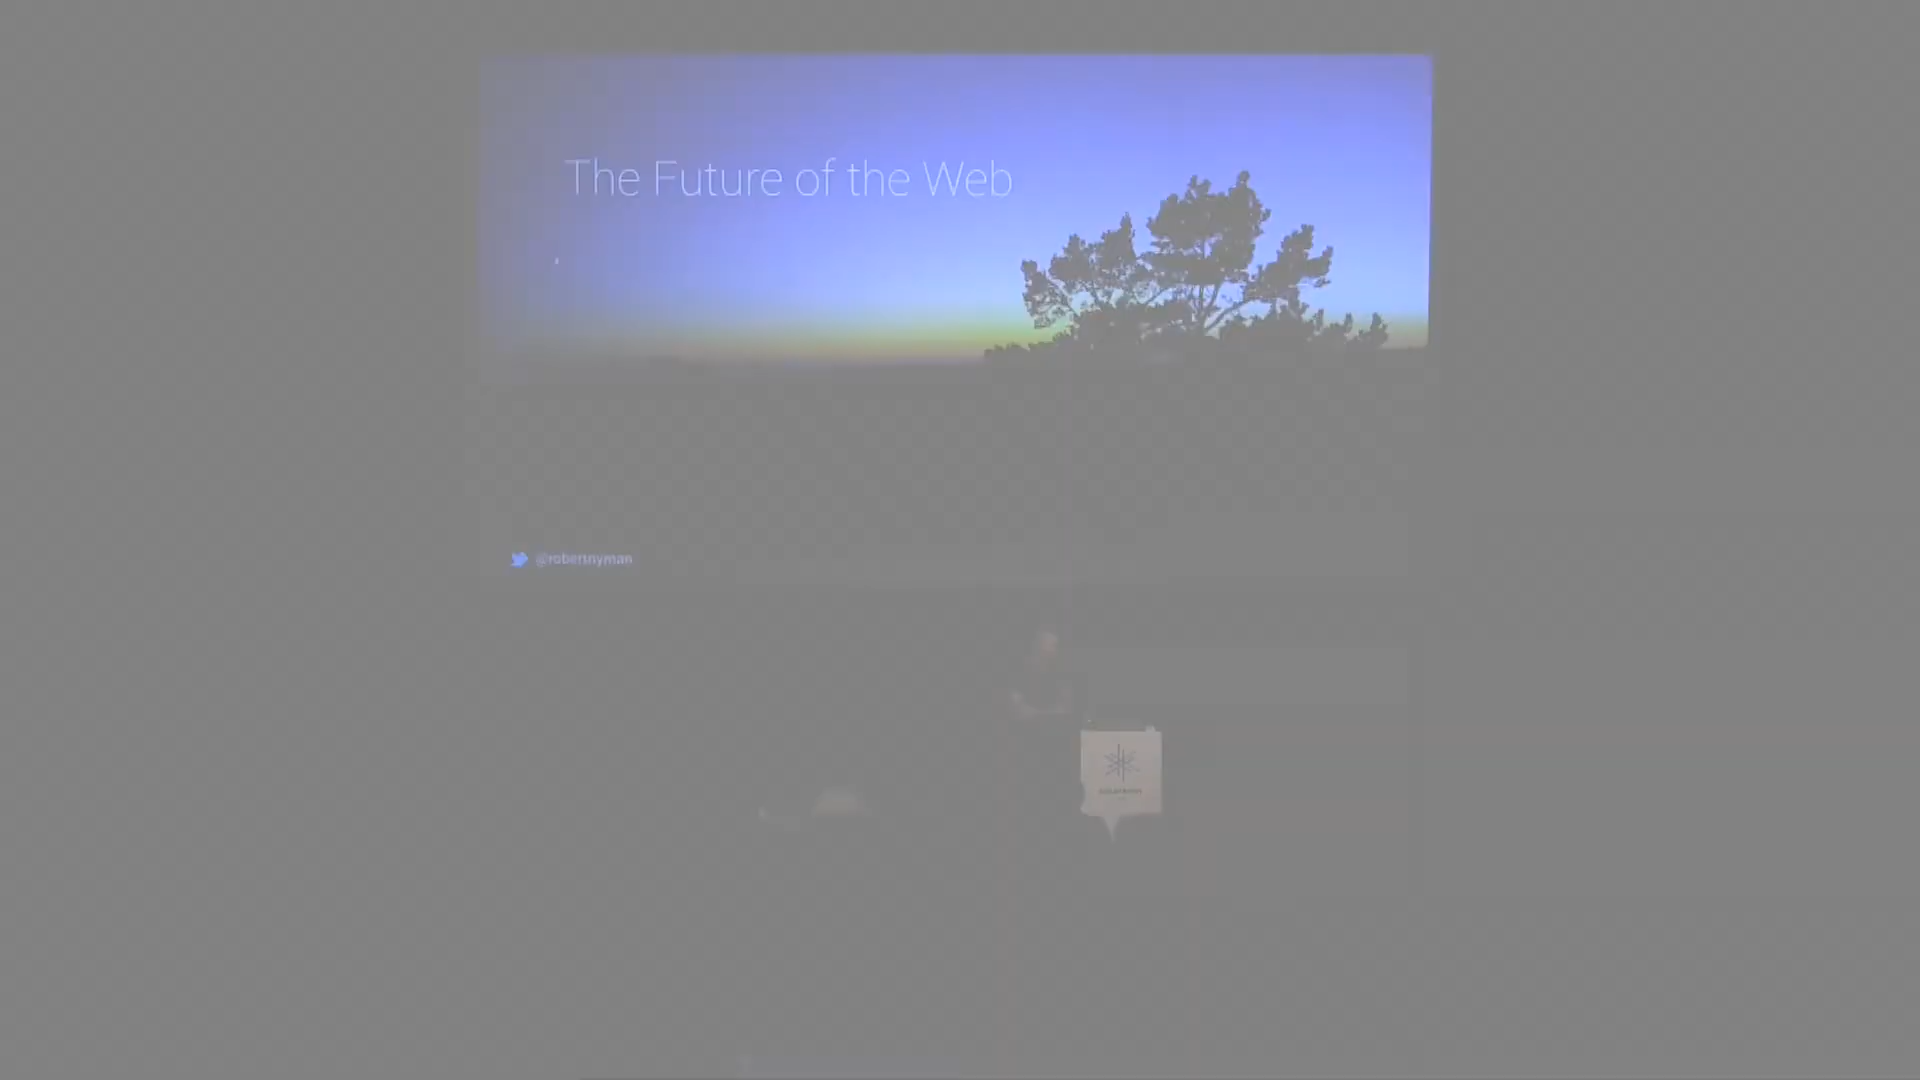 The Future of the Web
@robertnyman